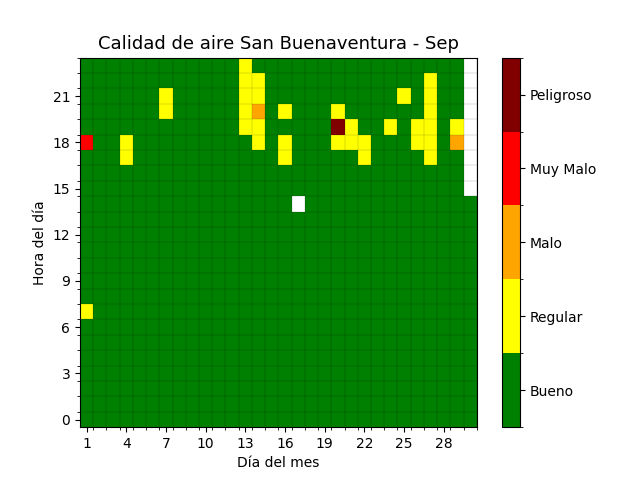 Calidad de aire San Buenaventura - Sep
Hora del día
21
18
15
12
9
6
3
0
1 4 7 10 13 16 19 22 25 28
Día del mes
Peligroso
Muy Malo
Malo
Regular
Bueno